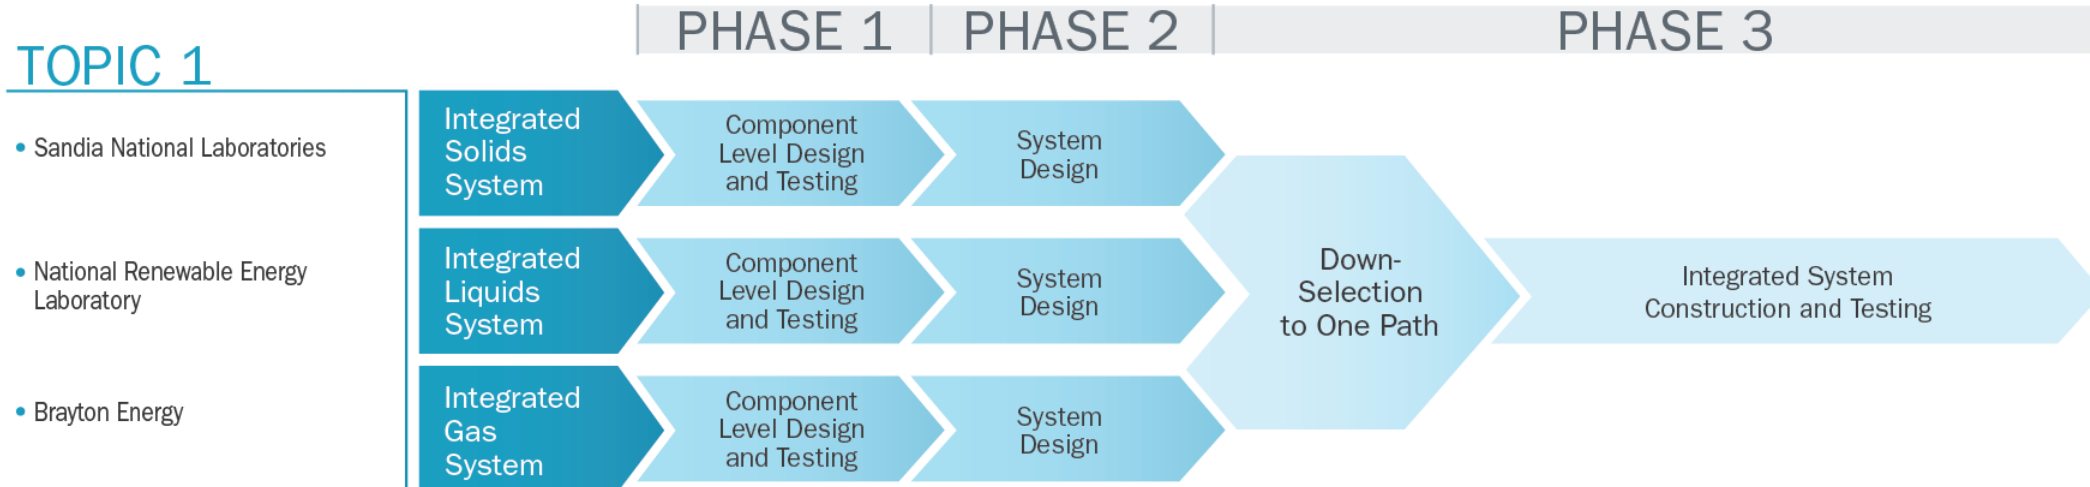 PHASE 1
PHASE 2
PHASE 3
TOPIC 1
• Sandia National Laboratories
Integrated
Solids
System
Component
Level Design
and Testing
System
Design
• National Renewable Energy
Laboratory
Integrated
Liquids
System
Component
Level Design
and Testing
System
Design
• Brayton Energy
Integrated
Gas
System
Component
Level Design
and Testing
System
Design
Down-
Selection
to One Path
Integrated System
Construction and Testing